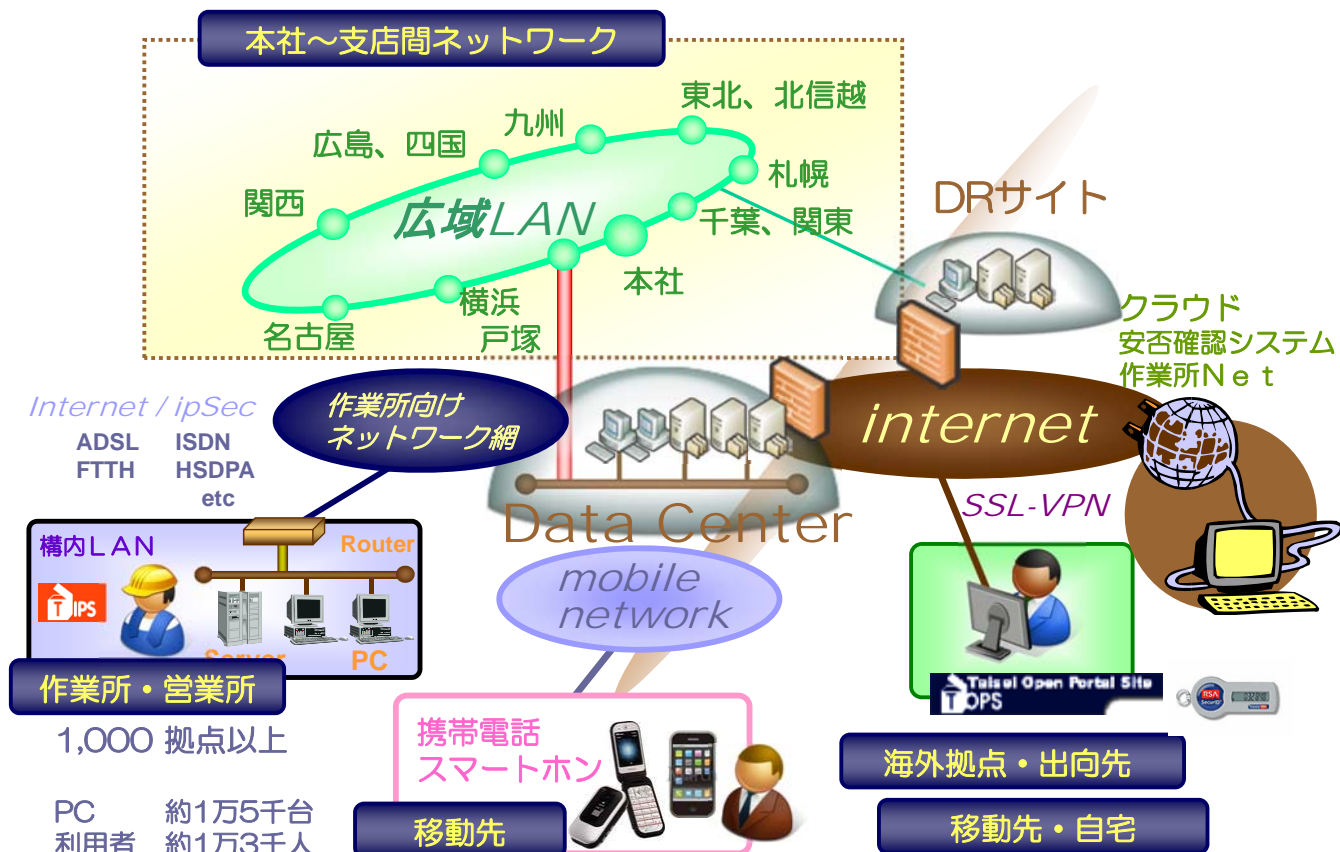 本社～支店間ネットワーク
東北、北信越
九州
広島、四国
札幌
関西
DRサイト
広域LAN
千葉、関東
本社
横浜
戸塚
名古屋
クラウド
安否確認システム
作業所Ｎｅｔ
Internet / ipSec
ADSL ISDN
FTTH HSDPA
etc
作業所向け
ネットワーク網
internet
SSL-VPN
Data Center
構内ＬＡＮ
Router
TIPS
Server
PC
mobile
network
作業所・営業所
1,000 拠点以上
PC 約1万5千台
利用者 約1万3千人
携帯電話
スマートホン
移動先
Taisei Open Portal Site
TOPS
RSA
SecurID
海外拠点・出向先
移動先・自宅